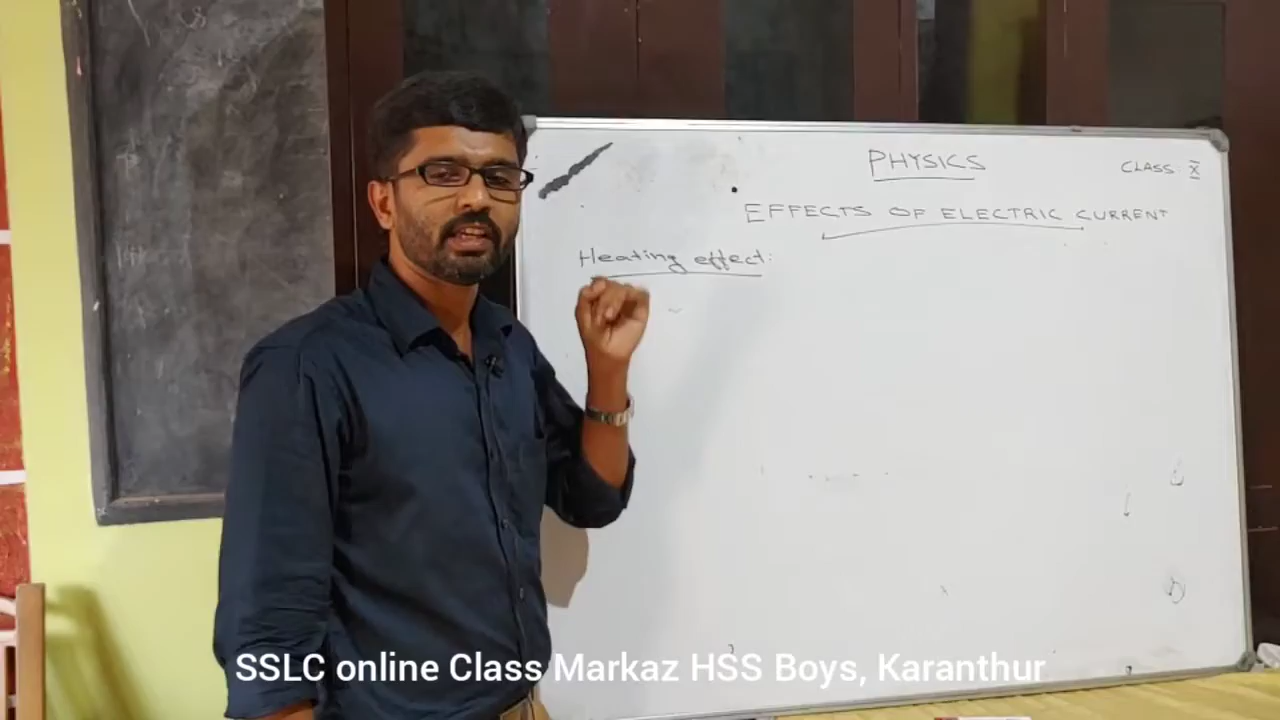 PHYSICS
CLASS: X
EFFECTS OF ELECTRIC CURRENT
Heating effect:
SSLC online Class Markaz HSS Boys, Karanthur